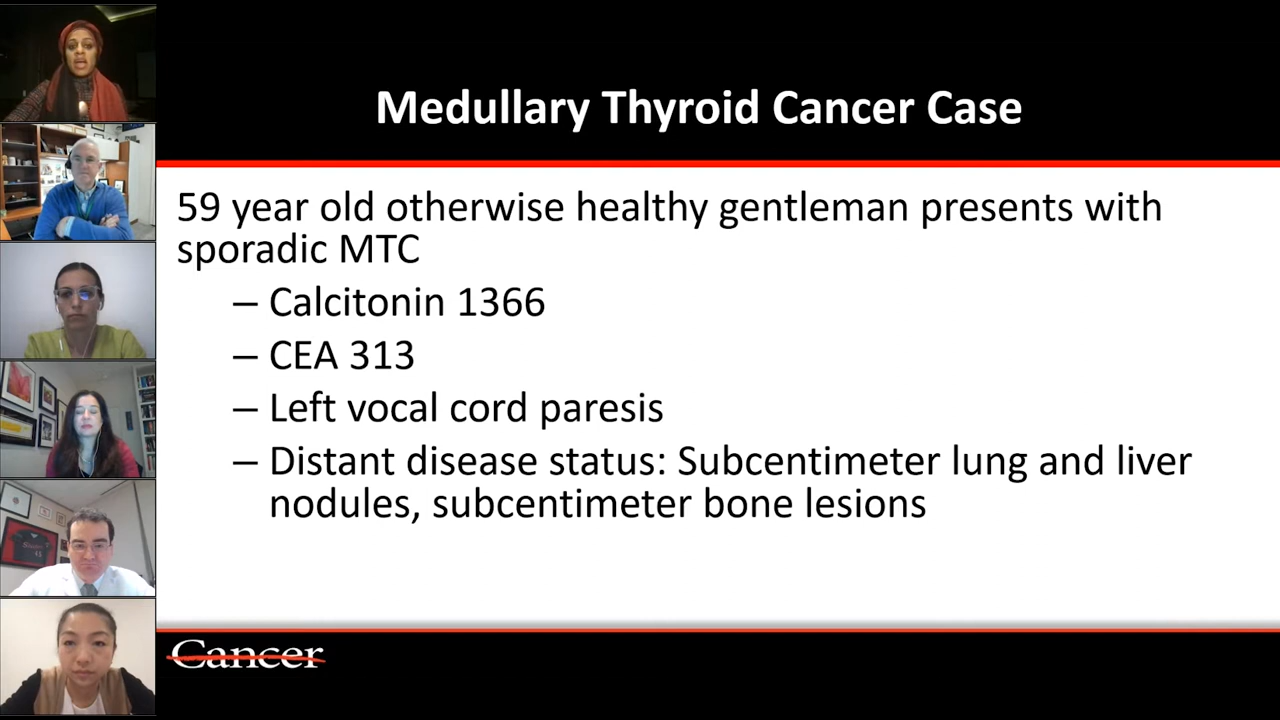 Medullary Thyroid Cancer Case
59 year old otherwise healthy gentleman presents with
sporadic MTC
– Calcitonin 1366
– CEA 313
– Left vocal cord paresis
– Distant disease status: Subcentimeter lung and liver
nodules, subcentimeter bone lesions
Cancer